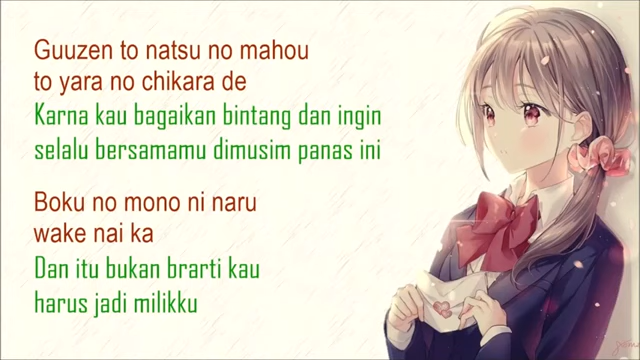 Guuzen to natsu no mahou
to yara no chikara de
Karna kau bagaikan bintang dan ingin
selalu bersamamu dimusim panas ini
Boku no mono ni naru
wake nai ka
Dan itu bukan brarti kau
harus jadi milikku